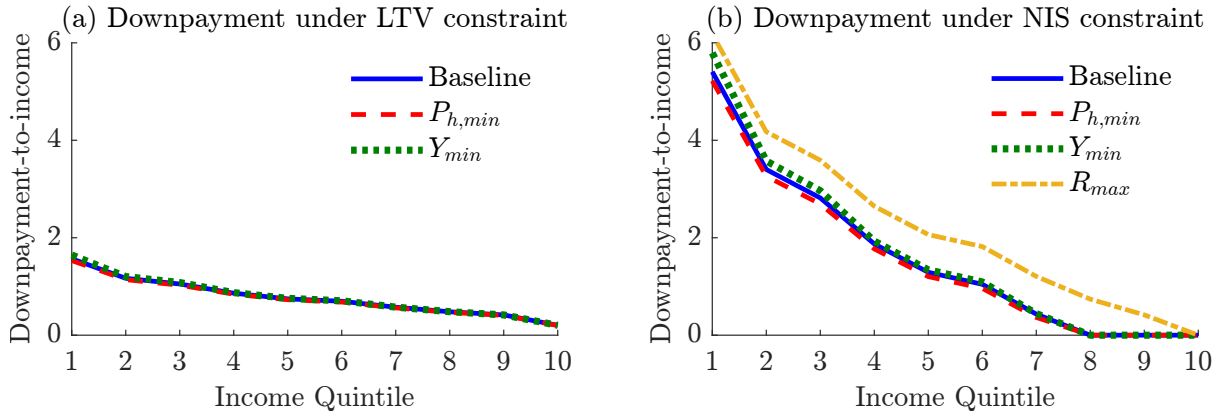 (a) Downpayment under LTV constraint
Downpayment-to-income
6
4
2
0
Baseline
P_{h,min}
Y_{min}
1 2 3 4 5 6 7 8 9 10
Income Quintile
(b) Downpayment under NIS constraint
Downpayment-to-income
6
4
2
0
Baseline
P_{h,min}
Y_{min}
R_{max}
1 2 3 4 5 6 7 8 9 10
Income Quintile